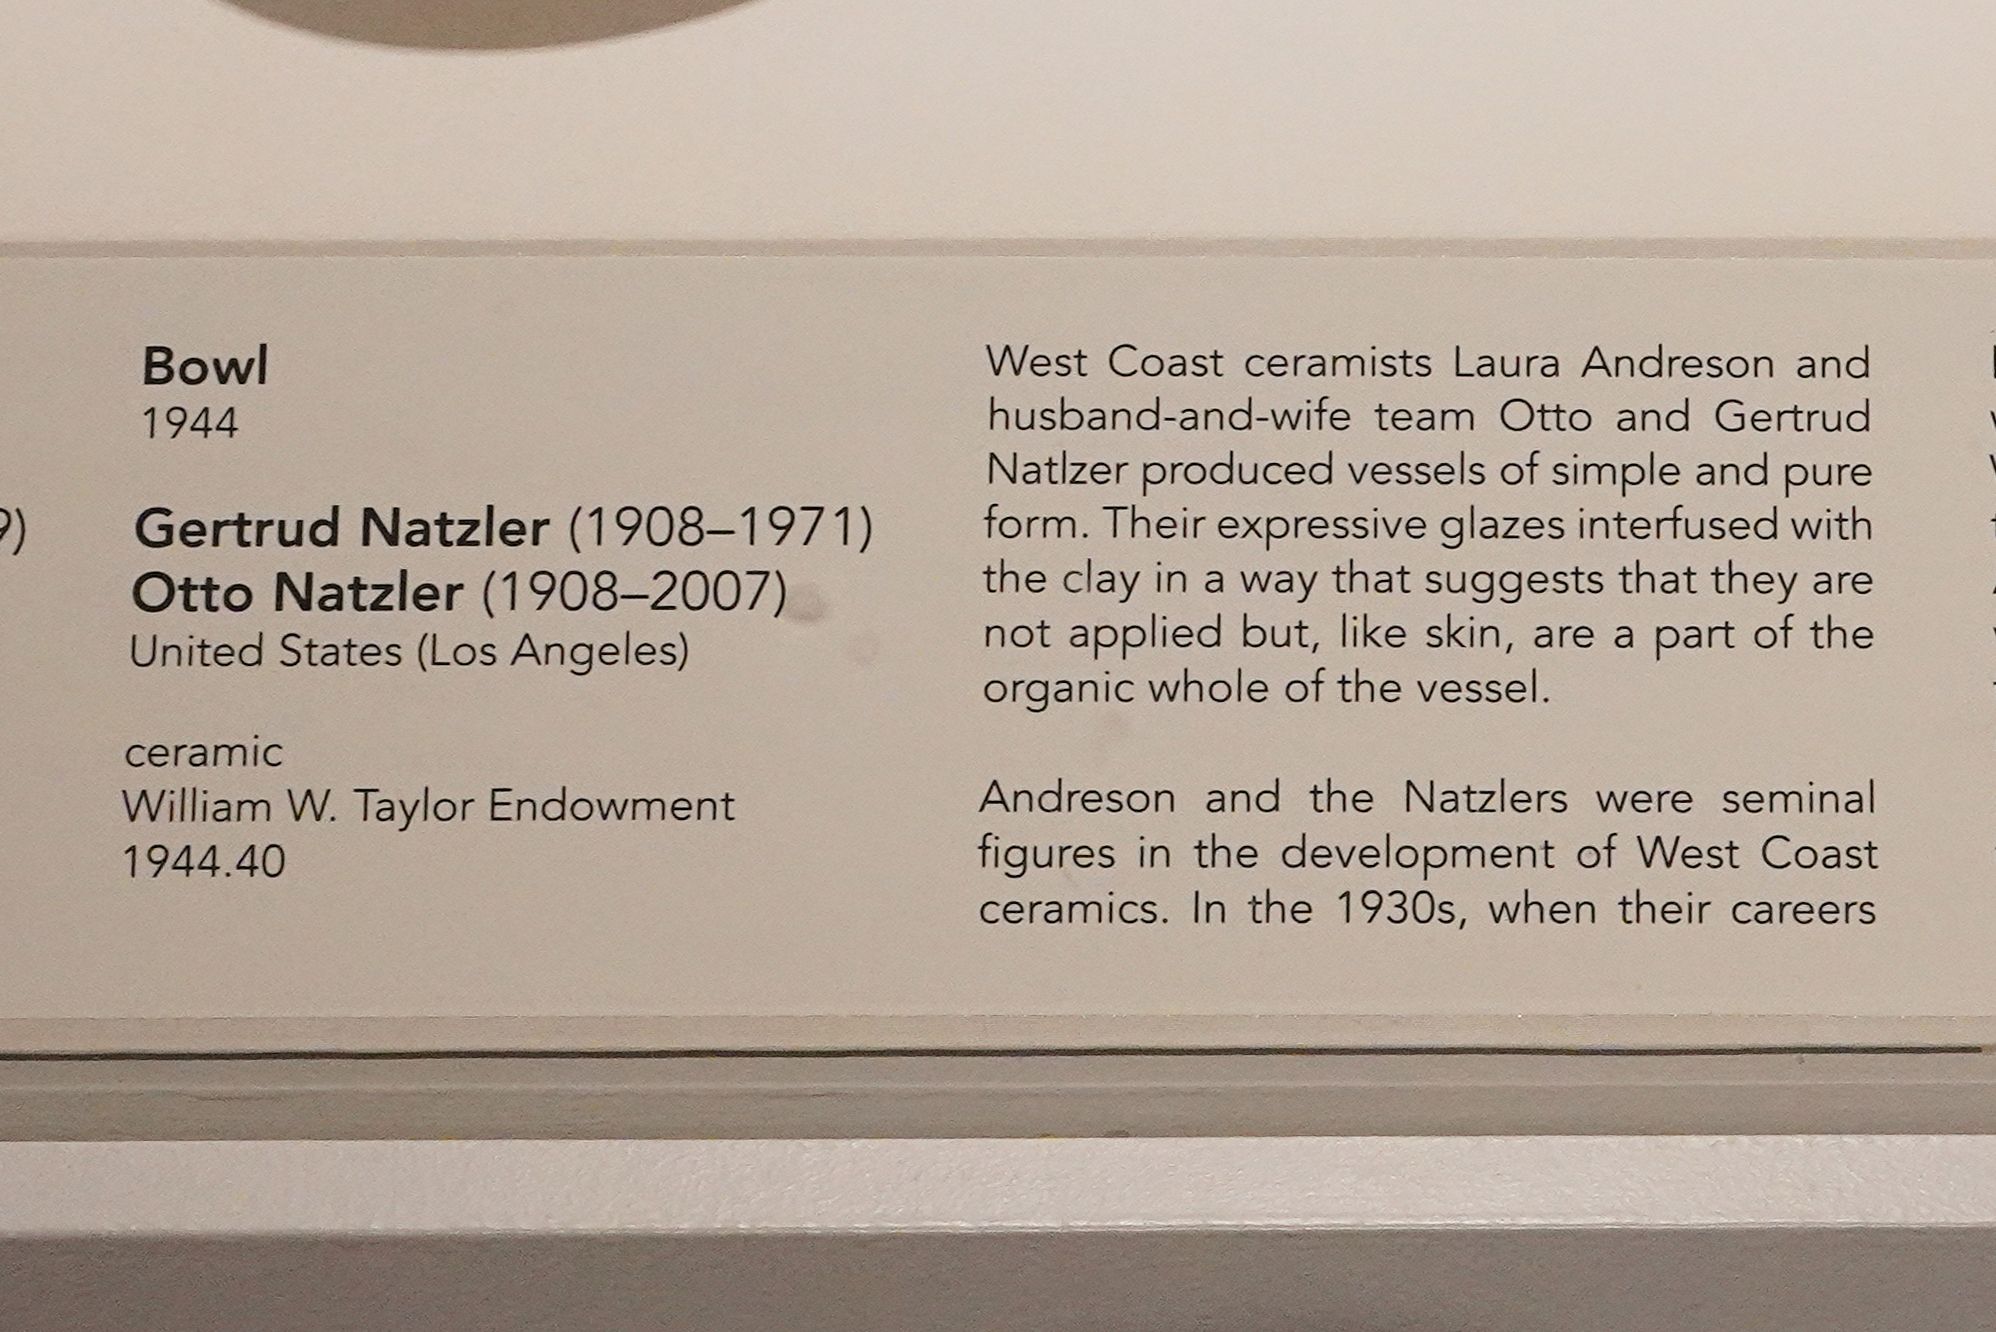 Bowl
1944
Gertrud Natzler (1908–1971)
Otto Natzler (1908–2007)
United States (Los Angeles)
ceramic
William W. Taylor Endowment
1944.40
West Coast ceramists Laura Andreson and
husband-and-wife team Otto and Gertrud
Natlzer produced vessels of simple and pure
form. Their expressive glazes interfused with
the clay in a way that suggests that they are
not applied but, like skin, are a part of the
organic whole of the vessel.
Andreson and the Natzlers were seminal
figures in the development of West Coast
ceramics. In the 1930s, when their careers